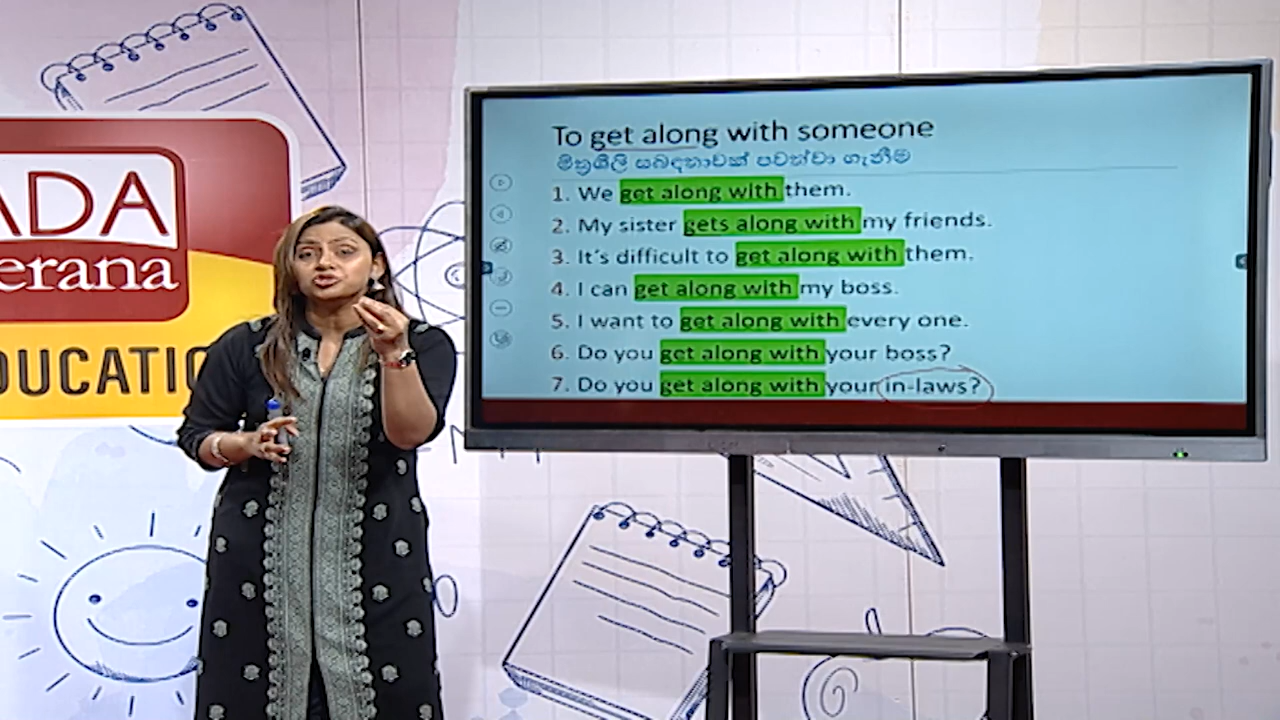 ADA
erana
DUCATIO
To get along with someone
මිත්‍රශීලී සබඳතාවක් පවත්වා ගැනීම
1. We get along with them.
2. My sister gets along with my friends.
3. It's difficult to get along with them.
4. I can get along with my boss.
5. I want to get along with every one.
6. Do you get along with your boss?
7. Do you get along with your in-laws?